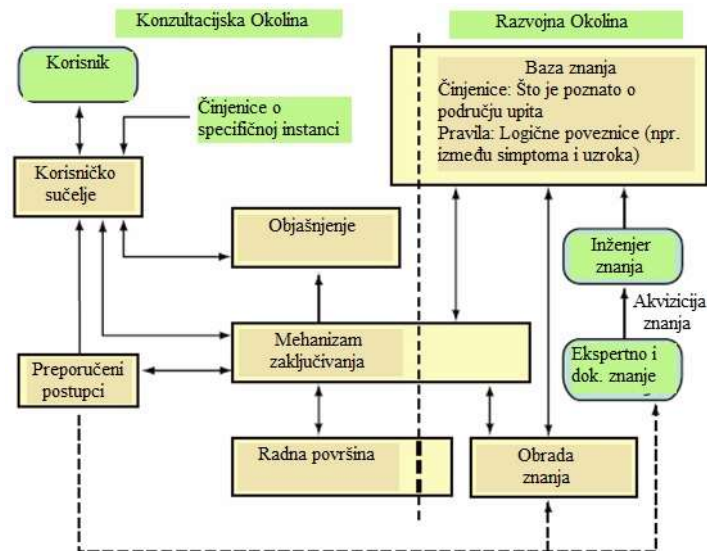 Konzultacijska Okolina
Razvojna Okolina
Korisnik
Činjenice o
specifičnoj instanci
Korisničko
sučelje
Objašnjenje
Mehanizam
zaključivanja
Preporučeni
postupci
Radna površina
Baza znanja
Činjenice: Što je poznato o
području upita
Pravila: Logične poveznice (npr.
između simptoma i uzroka)
Inženjer
znanja
Akvizicija
znanja
Ekspertno i
dok. znanje
Obrada
znanja